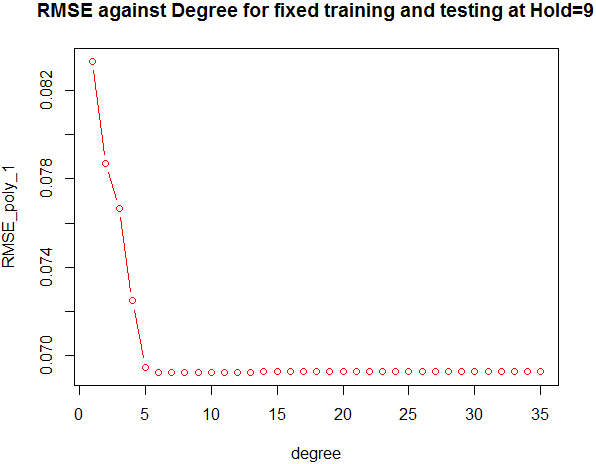 RMSE against Degree for fixed training and testing at Hold=9
RMSE_poly_1
0.082
0.078
0.074
0.070
0 5 10 15 20 25 30 35
degree